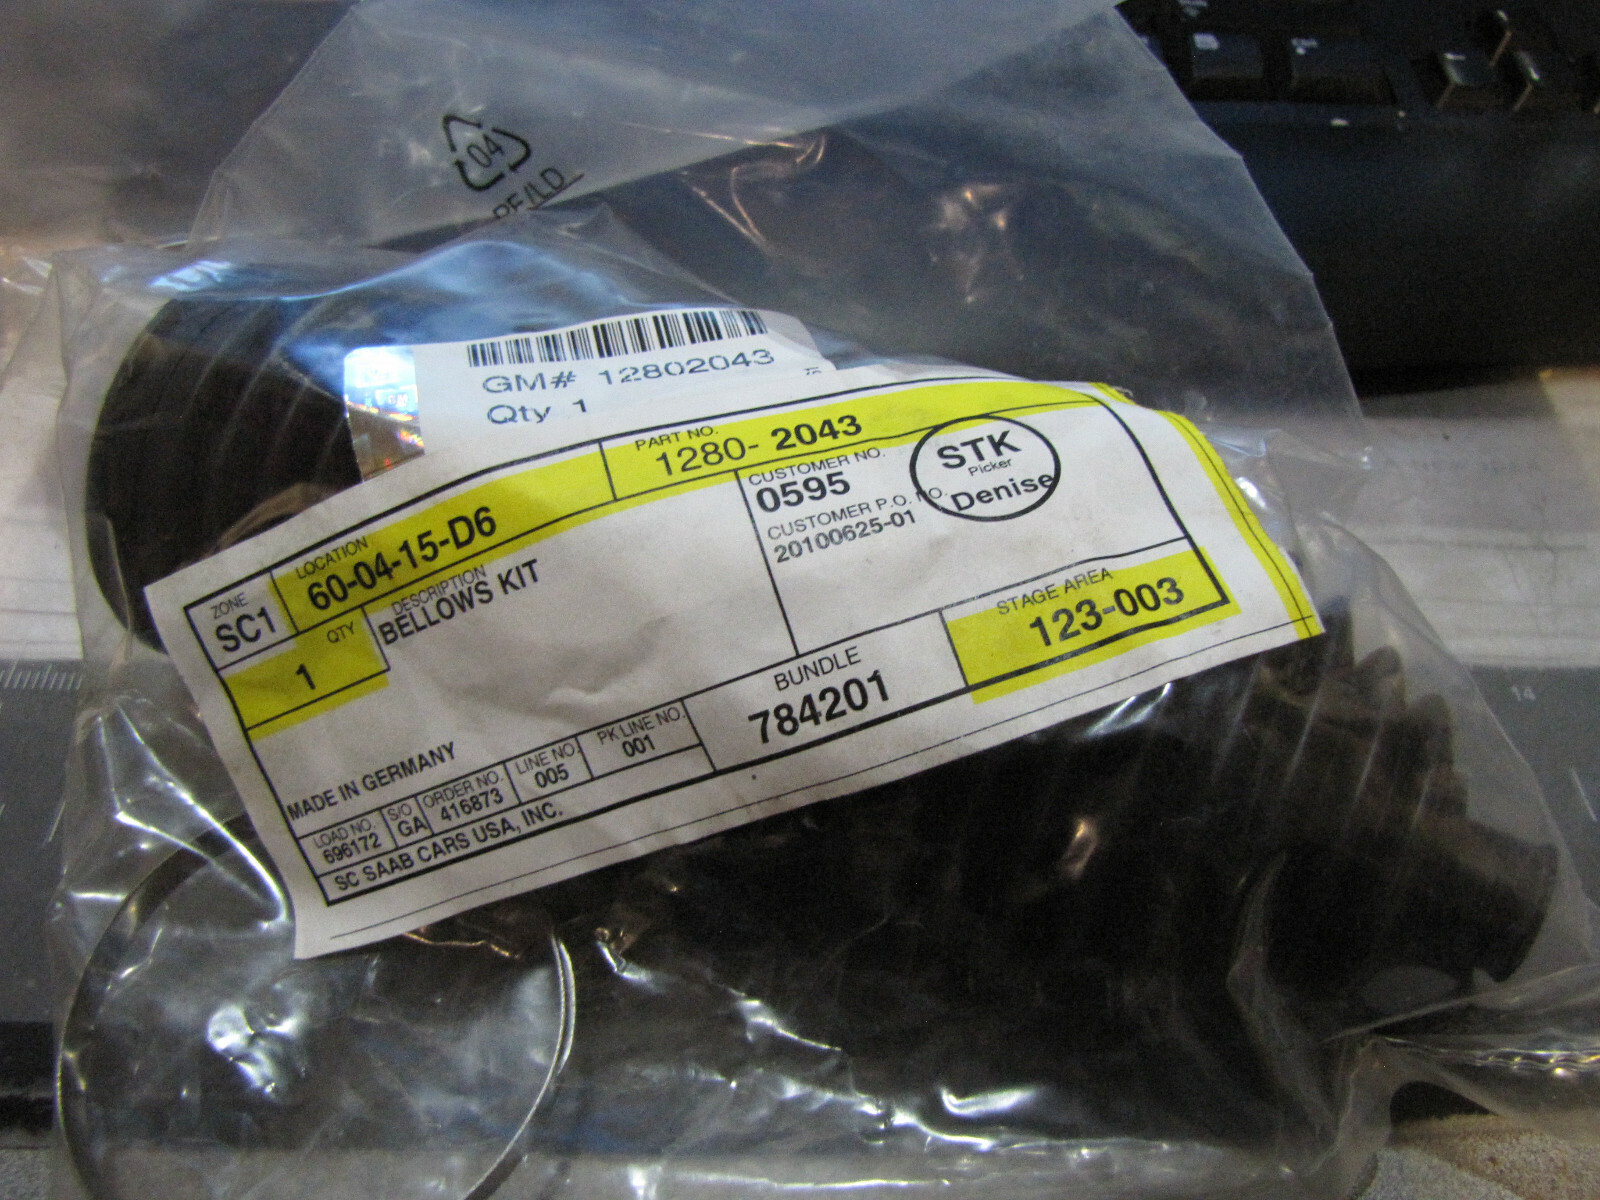 04
PE/LD
GM# 12802043
Qty 1
PART NO.
1280- 2043
LOCATION
60-04-15-D6
ZONE
SC1
QTY
1
DESCRIPTION
BELLOWS KIT
CUSTOMER NO.
0595
CUSTOMER P.O. NO.
20100625-01
STK
Picker
Denise
STAGE AREA
123-003
BUNDLE
784201
MADE IN GERMANY
LOAD NO.
696172
S/O
GA
ORDER NO.
416873
LINE NO.
005
PK LINE NO.
001
SC SAAB CARS USA, INC.
14